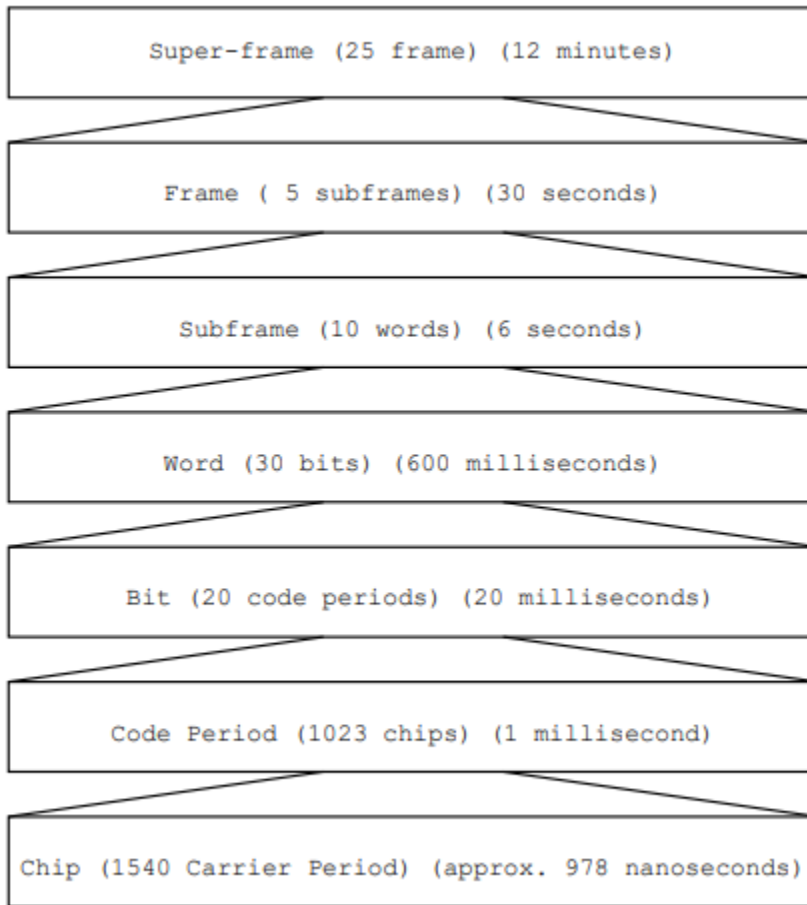 Super-frame (25 frame) (12 minutes)
Frame ( 5 subframes) (30 seconds)
Subframe (10 words) (6 seconds)
Word (30 bits) (600 milliseconds)
Bit (20 code periods) (20 milliseconds)
Code Period (1023 chips) (1 millisecond)
Chip (1540 Carrier Period) (approx. 978 nanoseconds)